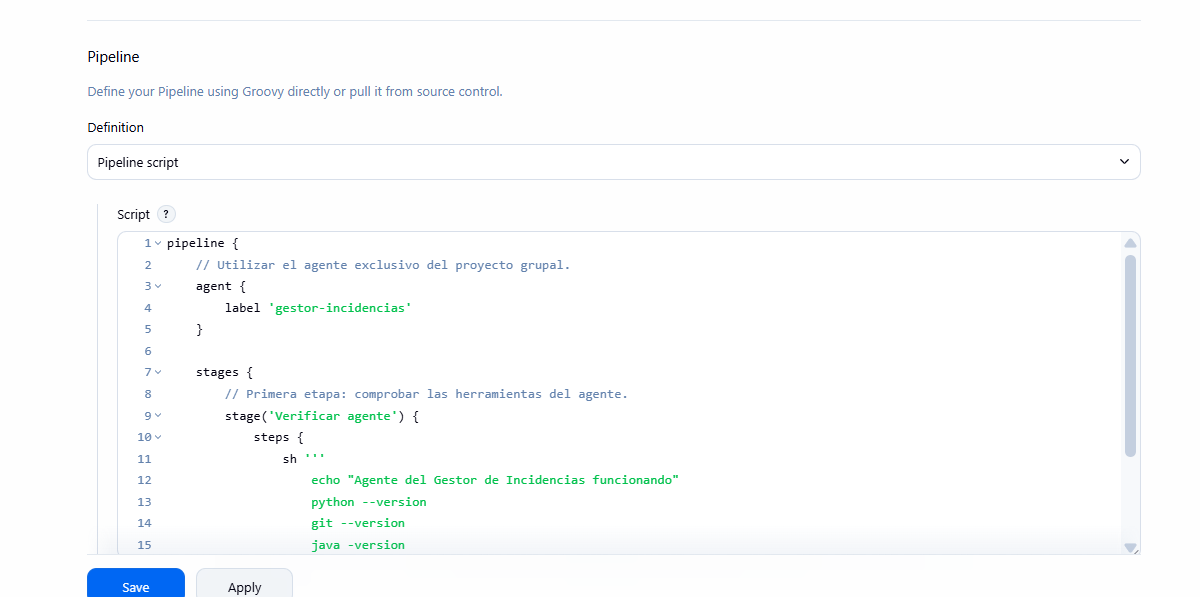 Pipeline
Define your Pipeline using Groovy directly or pull it from source control.
Definition
Pipeline script
Script ?
1 pipeline {
2     // Utilizar el agente exclusivo del proyecto grupal.
3     agent {
4         label 'gestor-incidencias'
5     }
6
7     stages {
8         // Primera etapa: comprobar las herramientas del agente.
9         stage('Verificar agente') {
10             steps {
11                 sh '''
12                     echo "Agente del Gestor de Incidencias funcionando"
13                     python --version
14                     git --version
15                     java -version
Save Apply